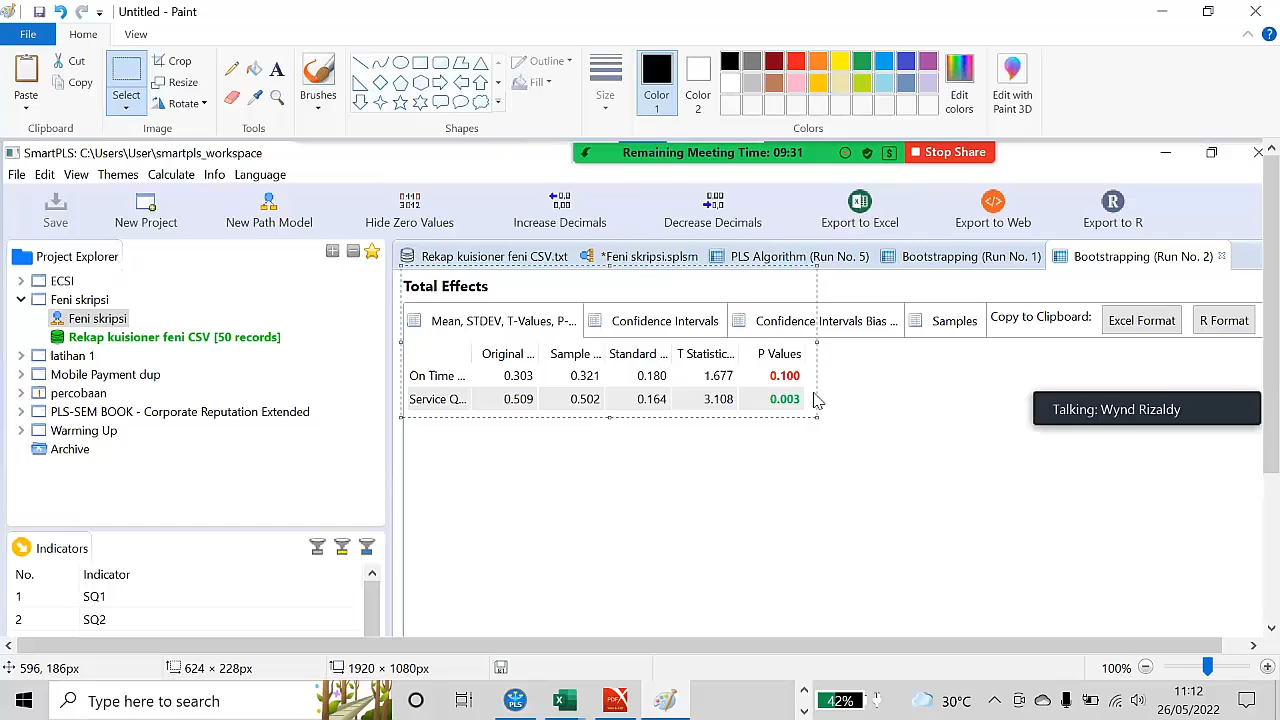 Untitled - Paint
File Home View
Paste Cut Copy Clipboard
Select Crop Resize Rotate Image
Tools
Brushes
Shapes Outline Fill
Size
Color 1 Color 2 Edit colors Colors
Edit with Paint 3D
SmartPLS: C:\Users\User\smartpls_workspace
Remaining Meeting Time: 09:31 Stop Share
File Edit View Themes Calculate Info Language
Save New Project New Path Model Hide Zero Values Increase Decimals Decrease Decimals Export to Excel Export to Web Export to R
Project Explorer
ECSI
Feni skripsi
Feni skripsi
Rekap kuisioner feni CSV [50 records]
latihan 1
Mobile Payment dup
percobaan
PLS-SEM BOOK - Corporate Reputation Extended
Warming Up
Archive
Indicators
No. Indicator
1 SQ1
2 SQ2
Rekap kuisioner feni CSV.txt *Feni skripsi.splsm PLS Algorithm (Run No. 5) Bootstrapping (Run No. 1) Bootstrapping (Run No. 2)
Total Effects
Mean, STDEV, T-Values, P-... Confidence Intervals Confidence Intervals Bias ... Samples Copy to Clipboard: Excel Format R Format
Original ... Sample ... Standard ... T Statistic... P Values
On Time ... 0.303 0.321 0.180 1.677 0.100
Service Q... 0.509 0.502 0.164 3.108 0.003
Talking: Wynd Rizaldy
596, 186px 624 × 228px 1920 × 1080px 100%
Type here to search
42% 30°C 11:12
26/05/2022